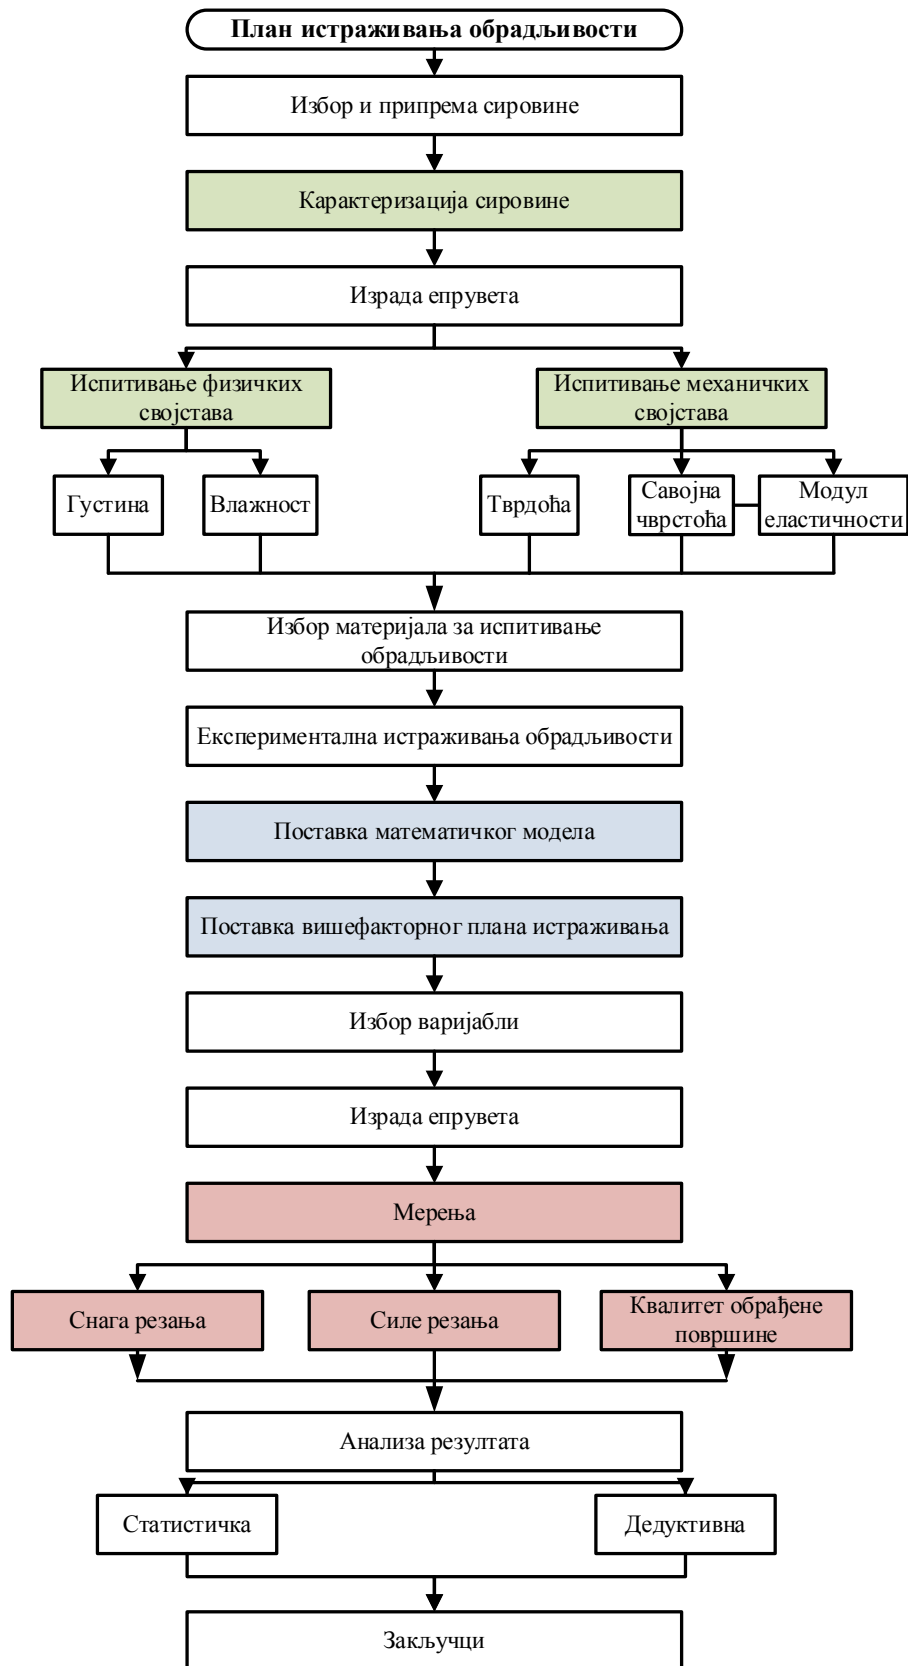 План истраживања обрадљивости
Избор и припрема сировине
Карактеризација сировине
Израда епрувета
Испитивање физичких
својстава
Испитивање механичких
својстава
Густина
Влажност
Тврдоћа
Савојна
чврстоћа
Модул
еластичности
Избор материјала за испитивање
обрадљивости
Експериментална истраживања обрадљивости
Поставка математичког модела
Поставка вишефакторног плана истраживања
Избор варијабли
Израда епрувета
Мерења
Снага резања
Силе резања
Квалитет обрађене
површине
Анализа резултата
Статистичка
Дедуктивна
Закључци